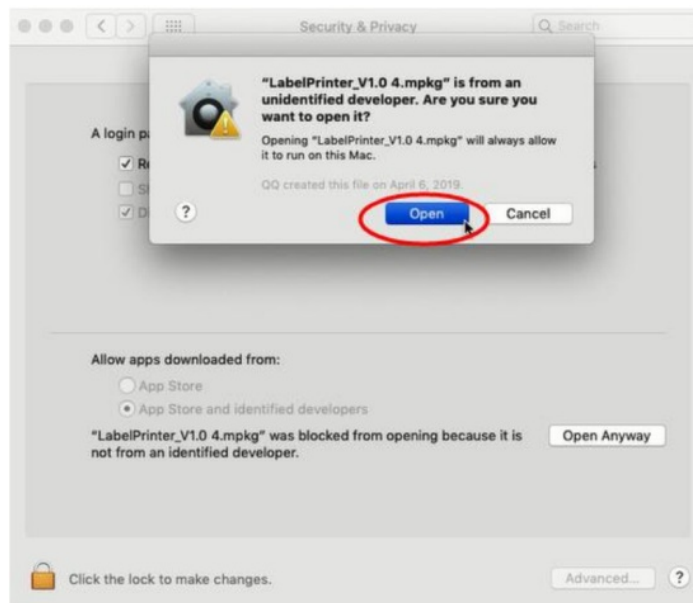 Security & Privacy
Search
"LabelPrinter_V1.0 4.mpkg" is from an
unidentified developer. Are you sure you
want to open it?
Opening "LabelPrinter_V1.0 4.mpkg" will always allow
it to run on this Mac.
QQ created this file on April 6, 2019.
?
Open
Cancel
A login
Allow apps downloaded from:
App Store
App Store and identified developers
"LabelPrinter_V1.0 4.mpkg" was blocked from opening because it is
not from an identified developer.
Open Anyway
Click the lock to make changes.
Advanced...
?